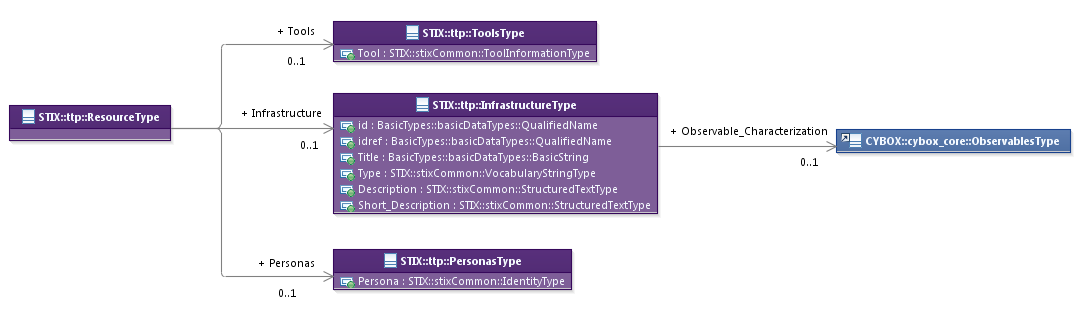 STIX::ttp::ResourceType
+ Tools
0..1
STIX::ttp::ToolsType
Tool : STIX::stixCommon::ToolInformationType
+ Infrastructure
0..1
STIX::ttp::InfrastructureType
id : BasicTypes::basicDataTypes::QualifiedName
Idref : BasicTypes::basicDataTypes::QualifiedName
Title : BasicTypes::basicDataTypes::BasicString
Type : STIX::stixCommon::VocabularyStringType
Description : STIX::stixCommon::StructuredTextType
Short_Description : STIX::stixCommon::StructuredTextType
+ Observable_Characterization
0..1
CYBOX::cybox_core::ObservablesType
+ Personas
0..1
STIX::ttp::PersonasType
Persona : STIX::stixCommon::IdentityType